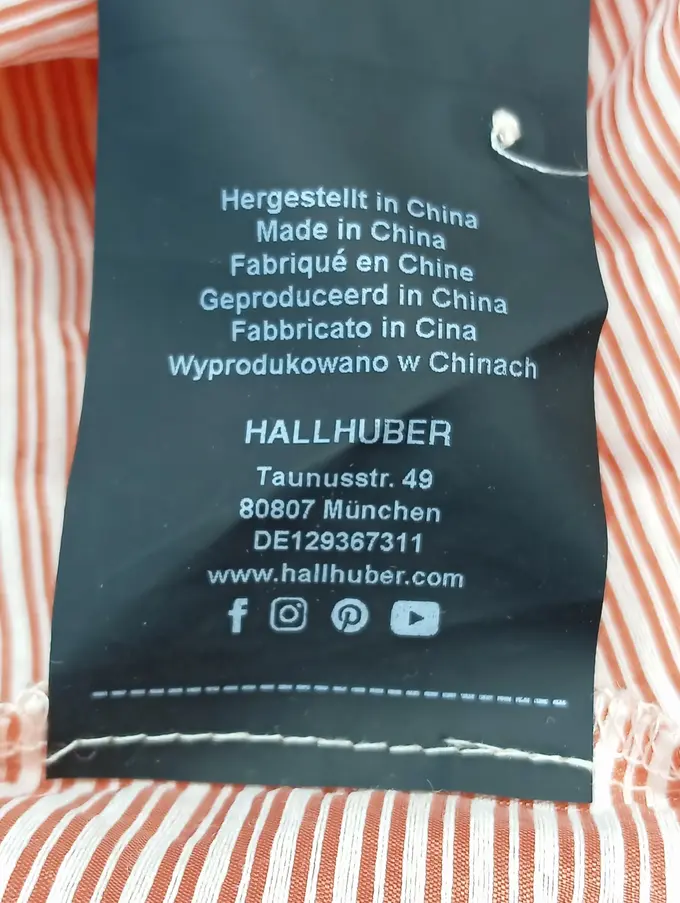 Hergestellt in China
Made in China
Fabriqué en Chine
Geproduceerd in China
Fabbricato in Cina
Wyprodukowano w Chinach
HALLHUBER
Taunusstr. 49
80807 München
DE129367311
www.hallhuber.com